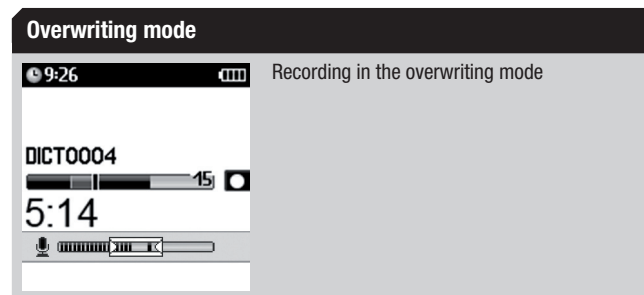 Overwriting mode
9:26
Recording in the overwriting mode
DICT0004
15
5:14